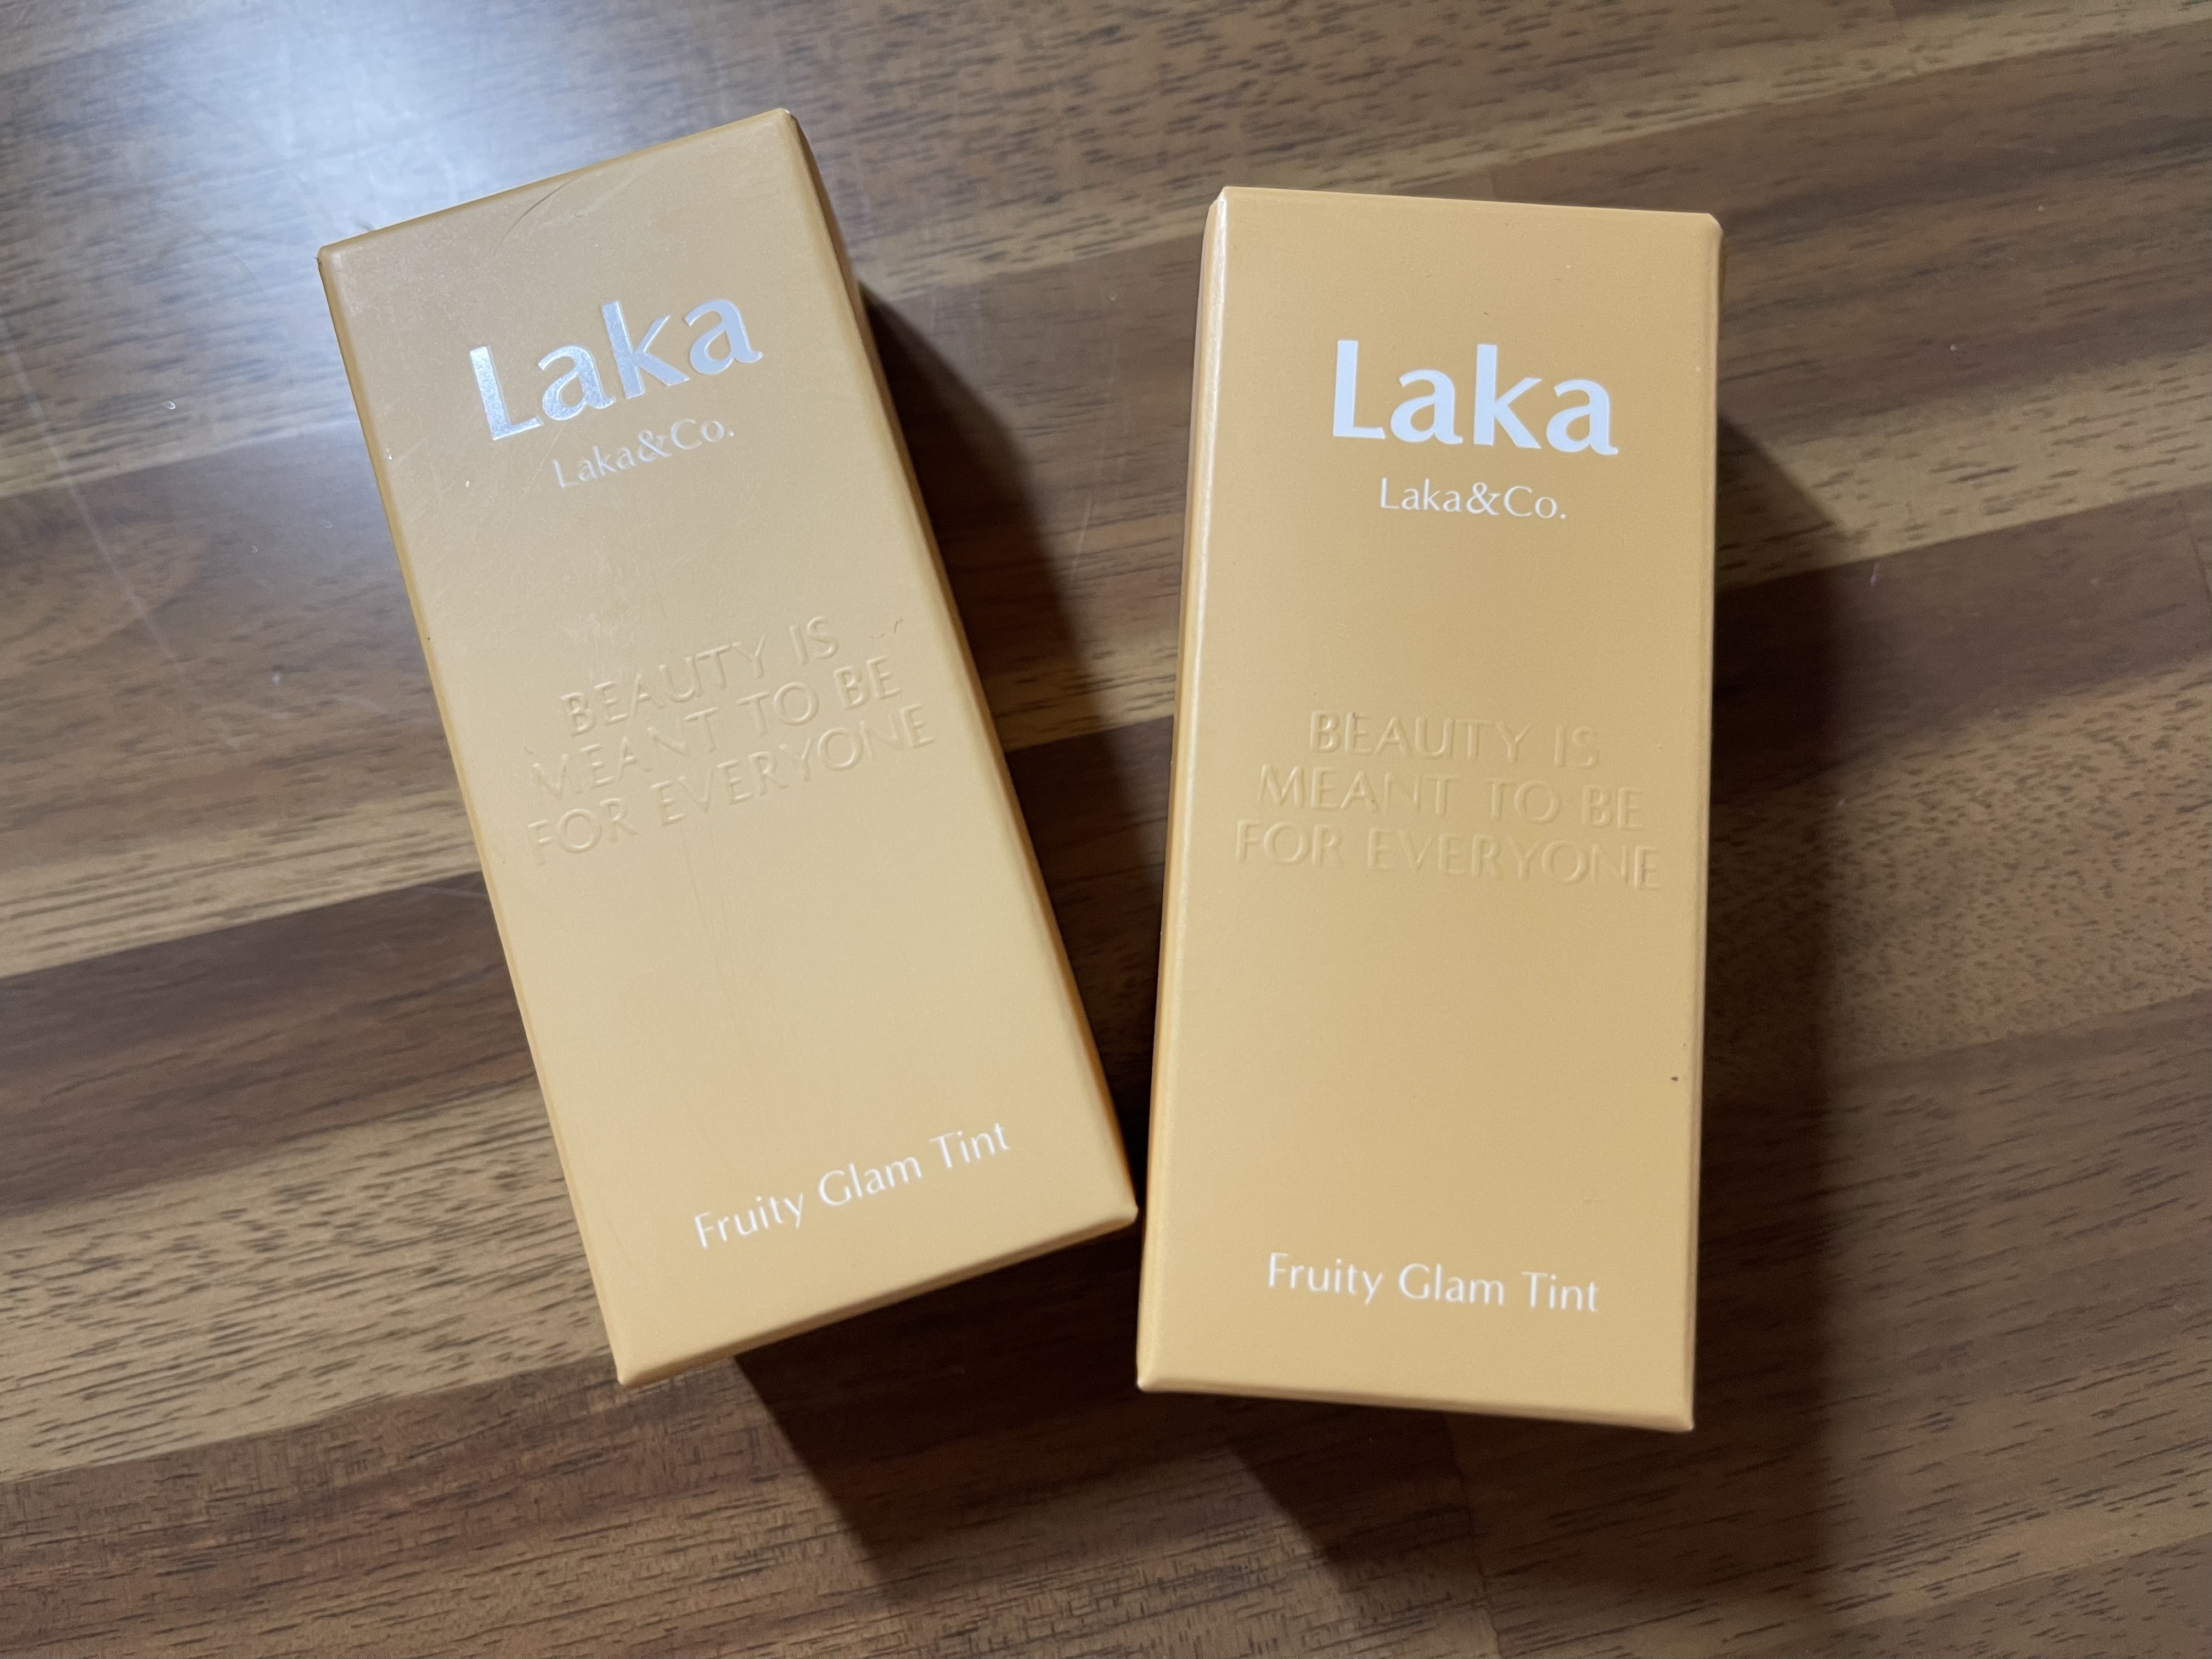 Laka
Laka&Co.
BEAUTY IS
MEANT TO BE
FOR EVERYONE
Fruity Glam Tint
Laka
Laka&Co.
BEAUTY IS
MEANT TO BE
FOR EVERYONE
Fruity Glam Tint